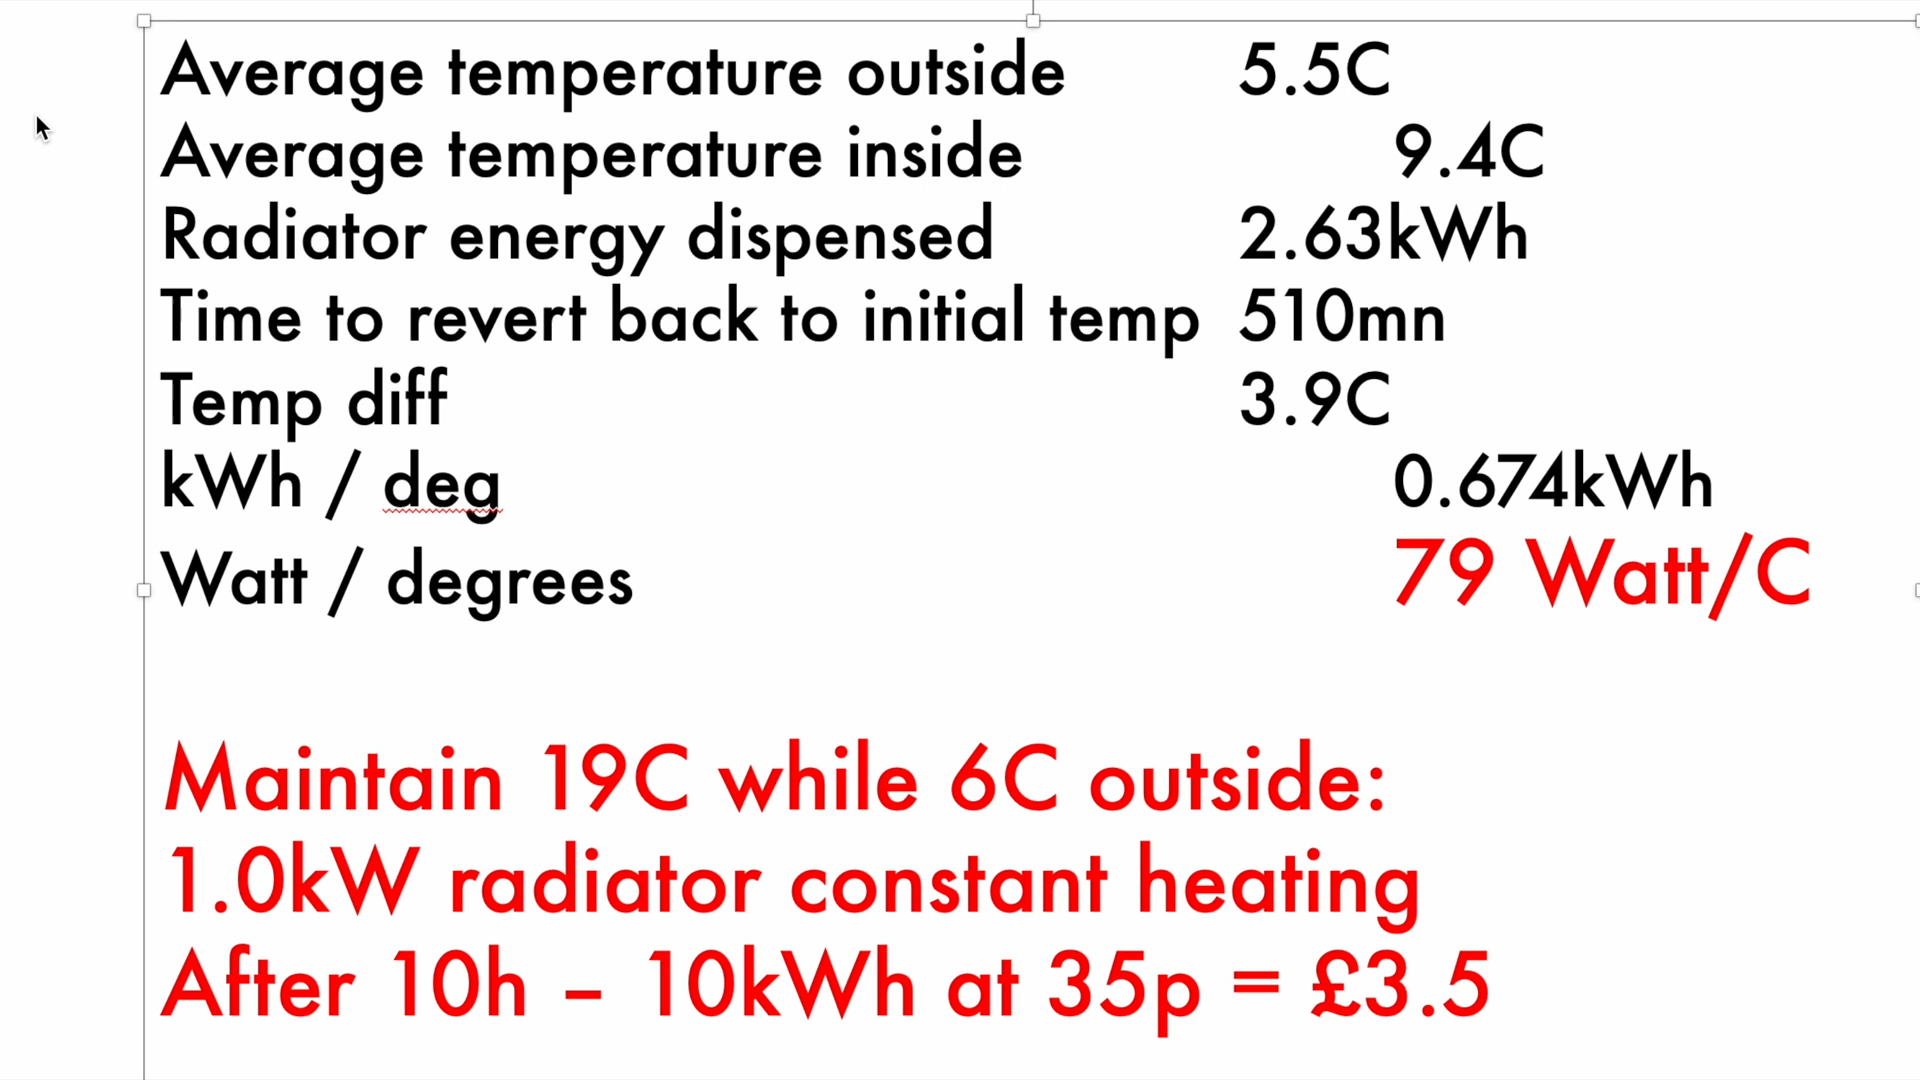 Average temperature outside 5.5C
Average temperature inside 9.4C
Radiator energy dispensed 2.63kWh
Time to revert back to initial temp 510mn
Temp diff 3.9C
kWh / deg 0.674kWh
Watt / degrees 79 Watt/C
Maintain 19C while 6C outside:
1.0kW radiator constant heating
After 10h – 10kWh at 35p = £3.5